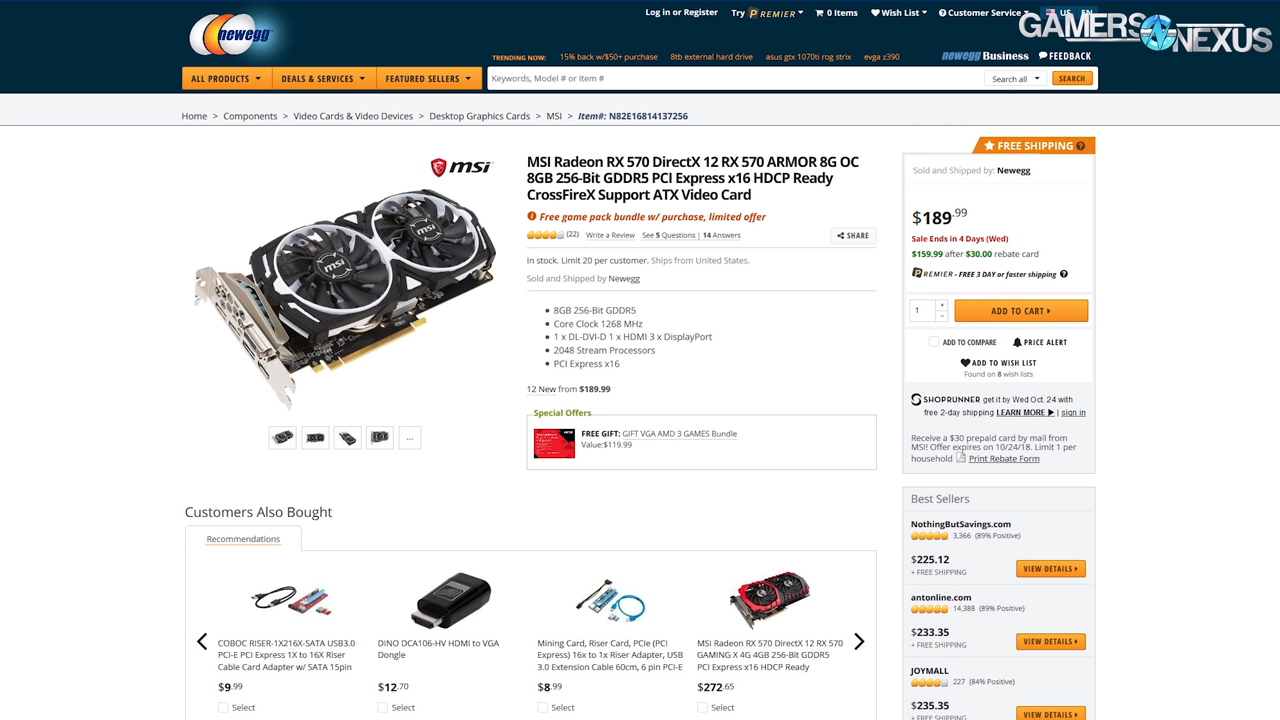 Log in or Register
Try PREMIER
0 Items
Wish List
Customer Service
US
EN
GAMERS NEXUS
newegg
TRENDING NOW:
15% back w/$50+ purchase
8tb external hard drive
asus gtx 1070ti rog strix
evga z390
newegg Business
FEEDBACK
ALL PRODUCTS
DEALS & SERVICES
FEATURED SELLERS
Keywords, Model # or Item #
Search all
SEARCH
Home > Components > Video Cards & Video Devices > Desktop Graphics Cards > MSI > Item#: N82E16814137256
msi
msi
msi
MSI Radeon RX 570 DirectX 12 RX 570 ARMOR 8G OC
8GB 256-Bit GDDR5 PCI Express x16 HDCP Ready
CrossFireX Support ATX Video Card
Free game pack bundle w/ purchase, limited offer
(22) Write a Review See 5 Questions | 14 Answers
SHARE
In stock. Limit 20 per customer. Ships from United States.
Sold and Shipped by Newegg
8GB 256-Bit GDDR5
Core Clock 1268 MHz
1 x DL-DVI-D 1 x HDMI 3 x DisplayPort
2048 Stream Processors
PCI Express x16
12 New from $189.99
Special Offers
FREE GIFT: GIFT VGA AMD 3 GAMES Bundle
Value:$119.99
...
FREE SHIPPING
Sold and Shipped by: Newegg
$189.99
Sale Ends in 4 Days (Wed)
$159.99 after $30.00 rebate card
PREMIER - FREE 3 DAY or faster shipping
1
+
-
ADD TO CART
ADD TO COMPARE
PRICE ALERT
ADD TO WISH LIST
Found on 8 wish lists
SHOPRUNNER get it by Wed Oct. 24 with
free 2-day shipping LEARN MORE | sign in
Receive a $30 prepaid card by mail from
MSI! Offer expires on 10/24/18. Limit 1 per
household Print Rebate Form
Best Sellers
NothingButSavings.com
3,366 (89% Positive)
$225.12
+ FREE SHIPPING
VIEW DETAILS
antonline.com
14,388 (89% Positive)
$233.35
+ FREE SHIPPING
VIEW DETAILS
JOYMALL
227 (84% Positive)
$235.35
+ FREE SHIPPING
VIEW DETAILS
Customers Also Bought
Recommendations
COBOC RISER-1X216X-SATA USB3.0
PCI-E PCI Express 1X to 16X Riser
Cable Card Adapter w/ SATA 15pin
$9.99
Select
DINO DCA106-HV HDMI to VGA
Dongle
$12.70
Select
Mining Card, Riser Card, PCIe (PCI
Express) 16x to 1x Riser Adapter, USB
3.0 Extension Cable 60cm, 6 pin PCI-E
$8.99
Select
MSI Radeon RX 570 DirectX 12 RX 570
GAMING X 4G 4GB 256-Bit GDDR5
PCI Express x16 HDCP Ready
$272.65
Select